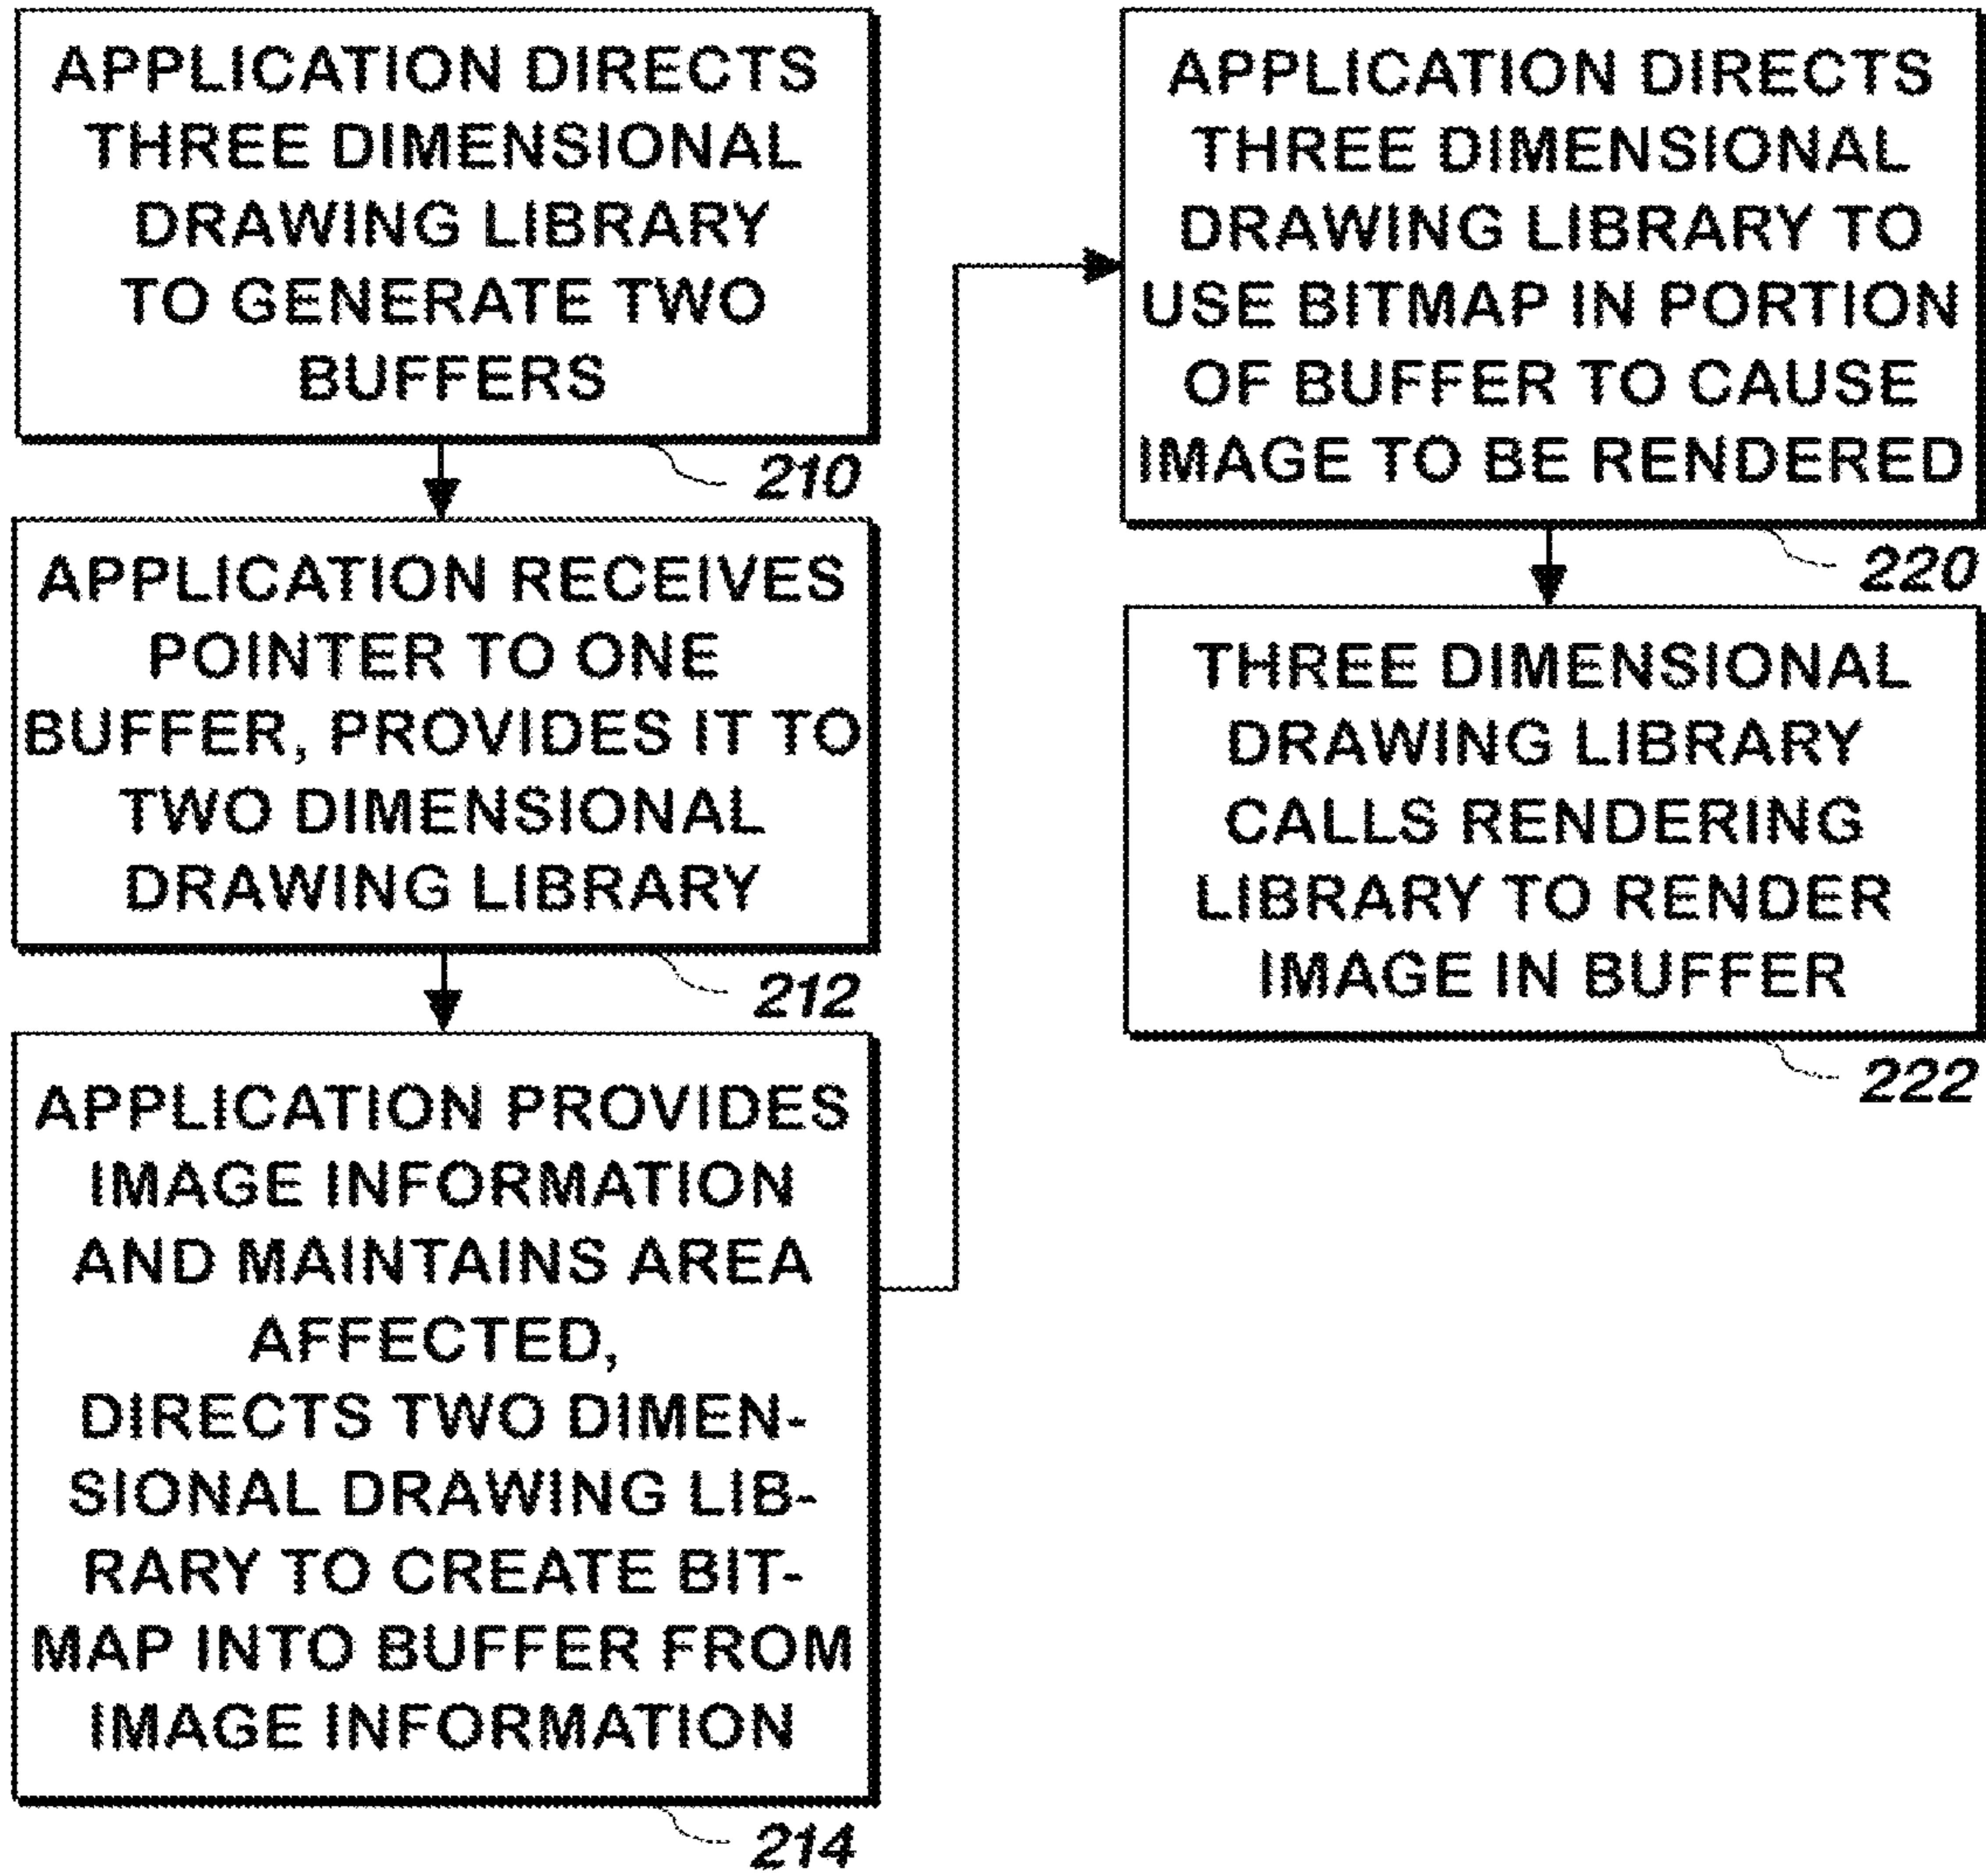 APPLICATION DIRECTS
THREE DIMENSIONAL
DRAWING LIBRARY
TO GENERATE TWO
BUFFERS
210
APPLICATION RECEIVES
POINTER TO ONE
BUFFER, PROVIDES IT TO
TWO DIMENSIONAL
DRAWING LIBRARY
212
APPLICATION PROVIDES
IMAGE INFORMATION
AND MAINTAINS AREA
AFFECTED,
DIRECTS TWO DIMEN-
SIONAL DRAWING LIB-
RARY TO CREATE BIT-
MAP INTO BUFFER FROM
IMAGE INFORMATION
214
APPLICATION DIRECTS
THREE DIMENSIONAL
DRAWING LIBRARY TO
USE BITMAP IN PORTION
OF BUFFER TO CAUSE
IMAGE TO BE RENDERED
220
THREE DIMENSIONAL
DRAWING LIBRARY
CALLS RENDERING
LIBRARY TO RENDER
IMAGE IN BUFFER
222